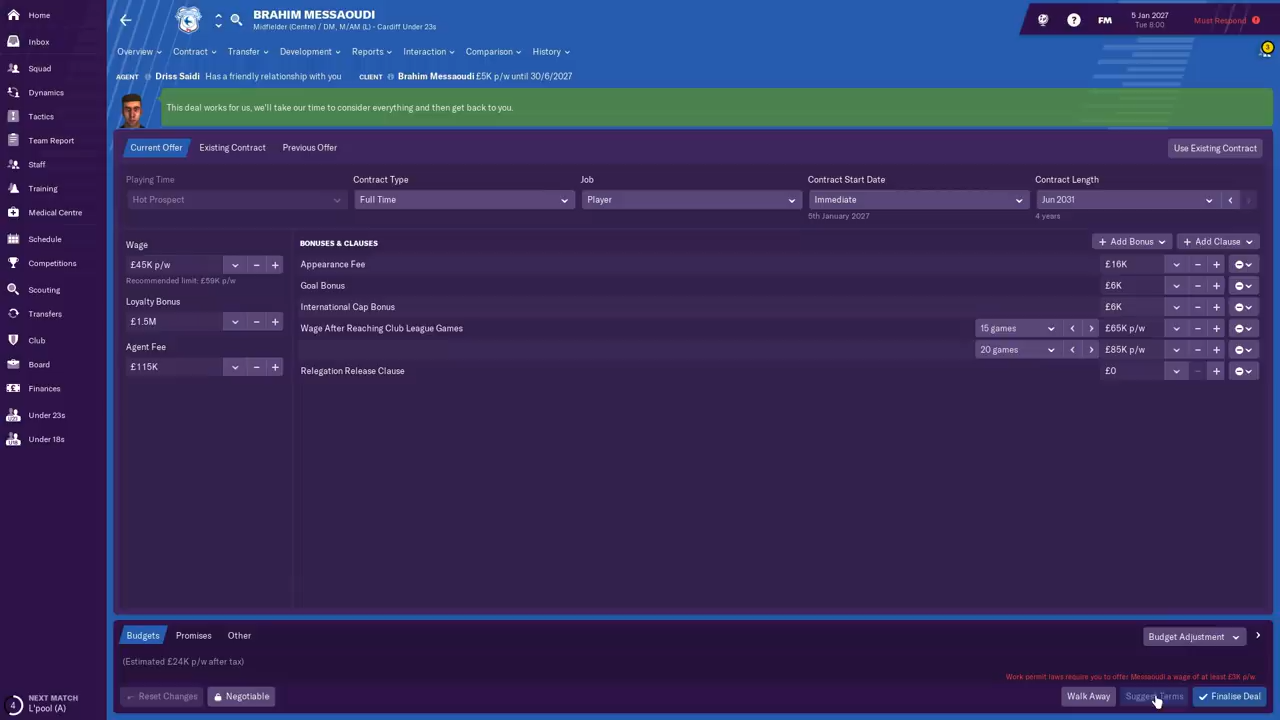 Home
Inbox
Squad
Dynamics
Tactics
Team Report
Staff
Training
Medical Centre
Schedule
Competitions
Scouting
Transfers
Club
Board
Finances
Under 23s
Under 18s
4
NEXT MATCH
L'pool (A)
BRAHIM MESSAOUDI
Midfielder (Centre) / DM, M/AM (L) - Cardiff Under 23s
FM
5 Jan 2027
Tue 8:00
Must Respond
3
Overview
Contract
Transfer
Development
Reports
Interaction
Comparison
History
AGENT Driss Saidi Has a friendly relationship with you CLIENT Brahim Messaoudi £5K p/w until 30/6/2027
This deal works for us, we'll take our time to consider everything and then get back to you.
Current Offer Existing Contract Previous Offer Use Existing Contract
Playing Time Contract Type Job Contract Start Date Contract Length
Hot Prospect Full Time Player Immediate Jun 2031
5th January 2027 4 years
Wage
£45K p/w
Recommended limit: £59K p/w
Loyalty Bonus
£1.5M
Agent Fee
£115K
BONUSES & CLAUSES + Add Bonus + Add Clause
Appearance Fee £16K
Goal Bonus £6K
International Cap Bonus £6K
Wage After Reaching Club League Games 15 games £65K p/w
20 games £85K p/w
Relegation Release Clause £0
Budgets Promises Other Budget Adjustment
(Estimated £24K p/w after tax)
Work permit laws require you to offer Messaoudi a wage of at least £3K p/w.
Reset Changes Negotiable Walk Away Suggest Terms Finalise Deal